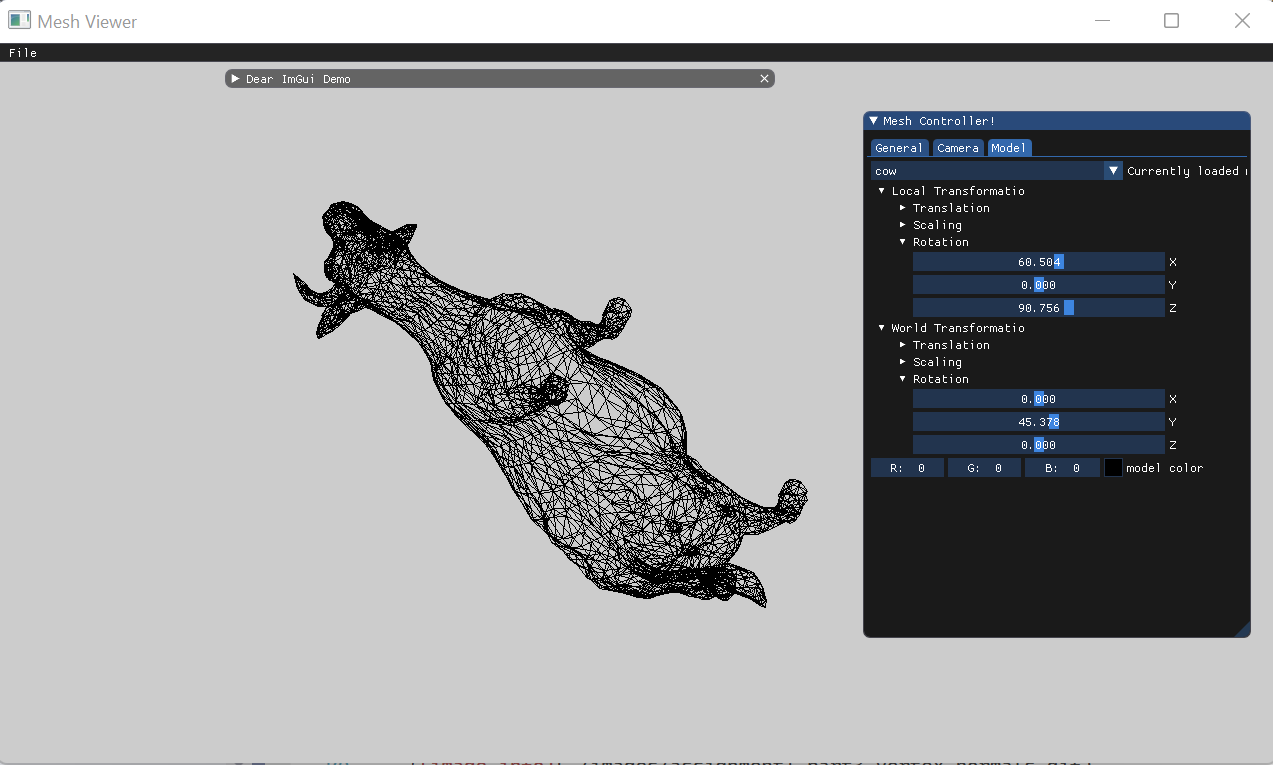 Mesh Viewer
File
Dear ImGui Demo
Mesh Controller!
General Camera Model
cow Currently loaded
Local Transformatio
Translation
Scaling
Rotation
60.504 X
0.000 Y
90.756 Z
World Transformatio
Translation
Scaling
Rotation
0.000 X
45.378 Y
0.000 Z
R: 0 G: 0 B: 0 model color